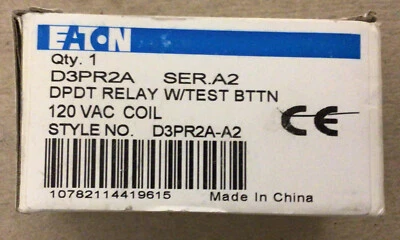 EATON
Qty. 1
D3PR2A SER.A2
DPDT RELAY W/TEST BTTN
120 VAC COIL
STYLE NO. D3PR2A-A2
CE
10782114419615 Made In China